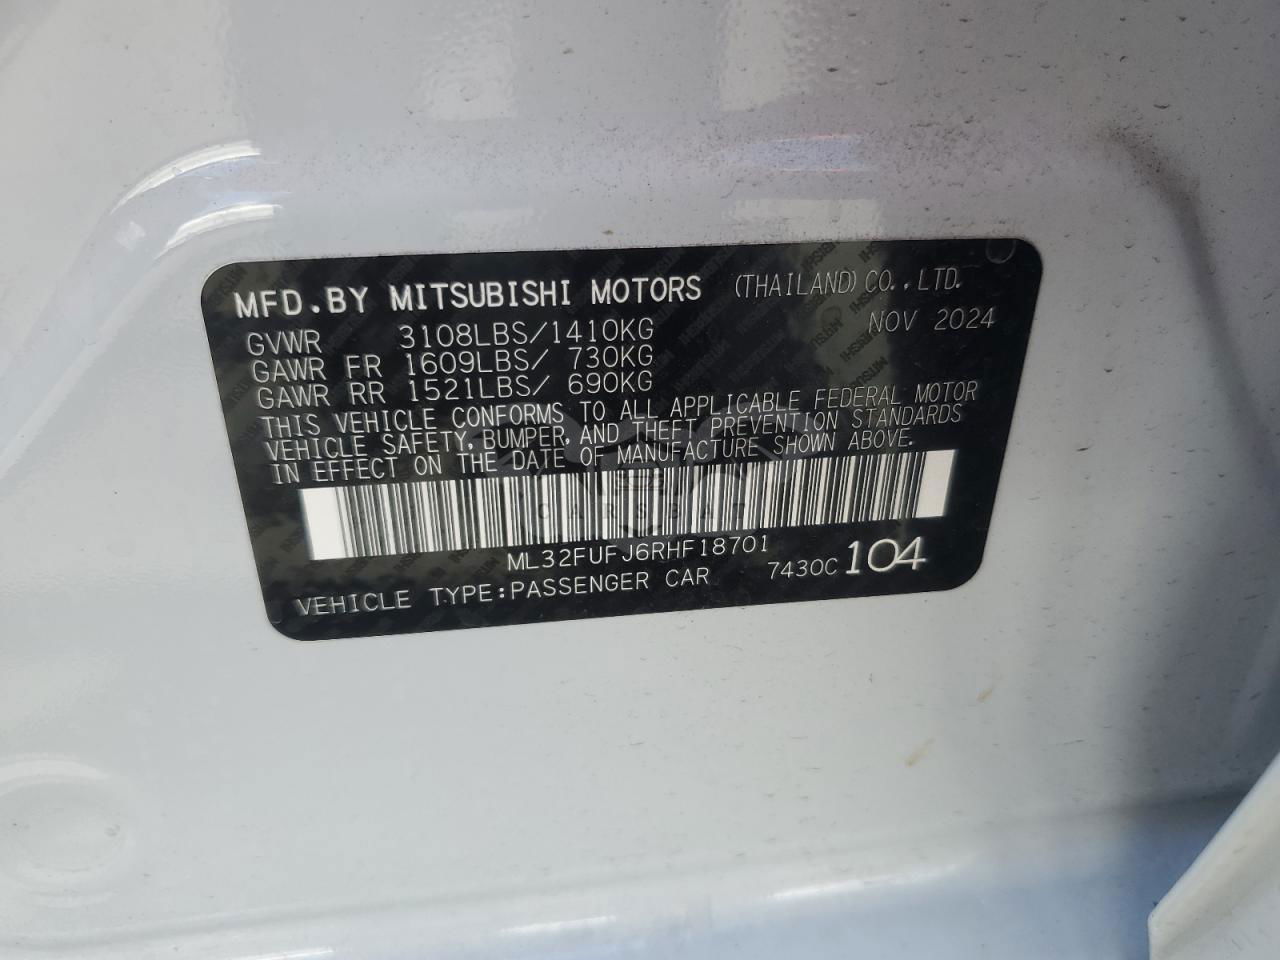 MFD.BY MITSUBISHI MOTORS (THAILAND) CO.,LTD.
GVWR 3108LBS/1410KG NOV 2024
GAWR FR 1609LBS/ 730KG
GAWR RR 1521LBS/ 690KG
THIS VEHICLE CONFORMS TO ALL APPLICABLE FEDERAL MOTOR
VEHICLE SAFETY, BUMPER, AND THEFT PREVENTION STANDARDS
IN EFFECT ON THE DATE OF MANUFACTURE SHOWN ABOVE.
ML32FUFJ6RHF18701
VEHICLE TYPE:PASSENGER CAR 7430C 104